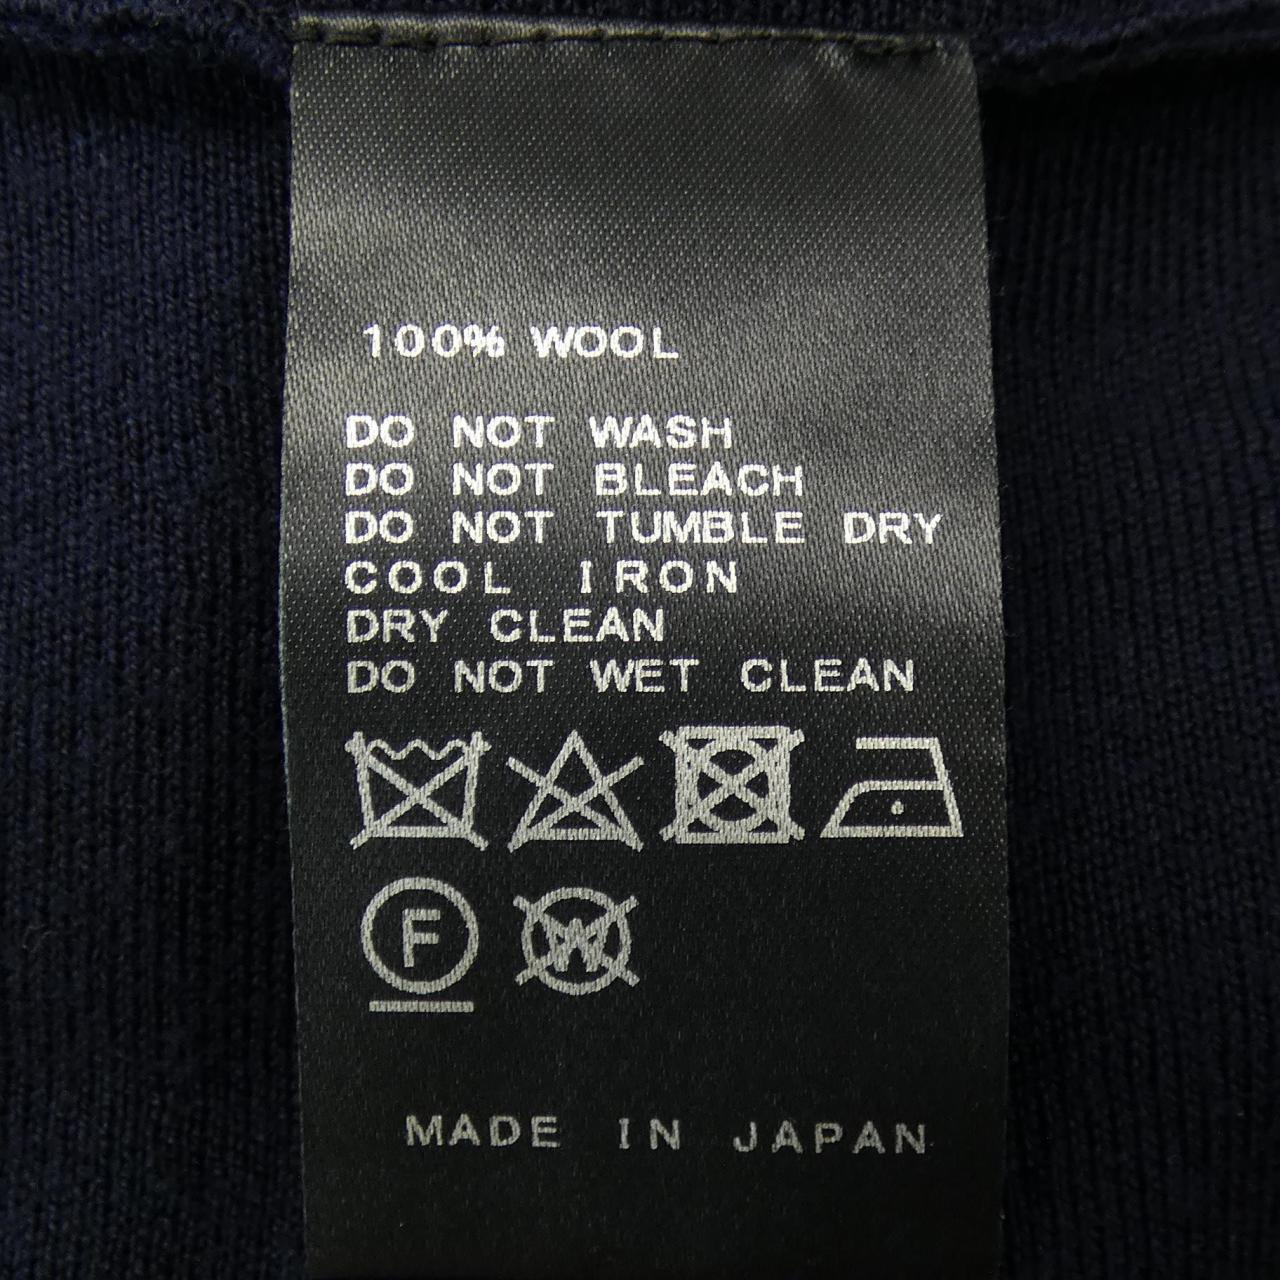 100% WOOL
DO NOT WASH
DO NOT BLEACH
DO NOT TUMBLE DRY
COOL IRON
DRY CLEAN
DO NOT WET CLEAN
F W
MADE IN JAPAN